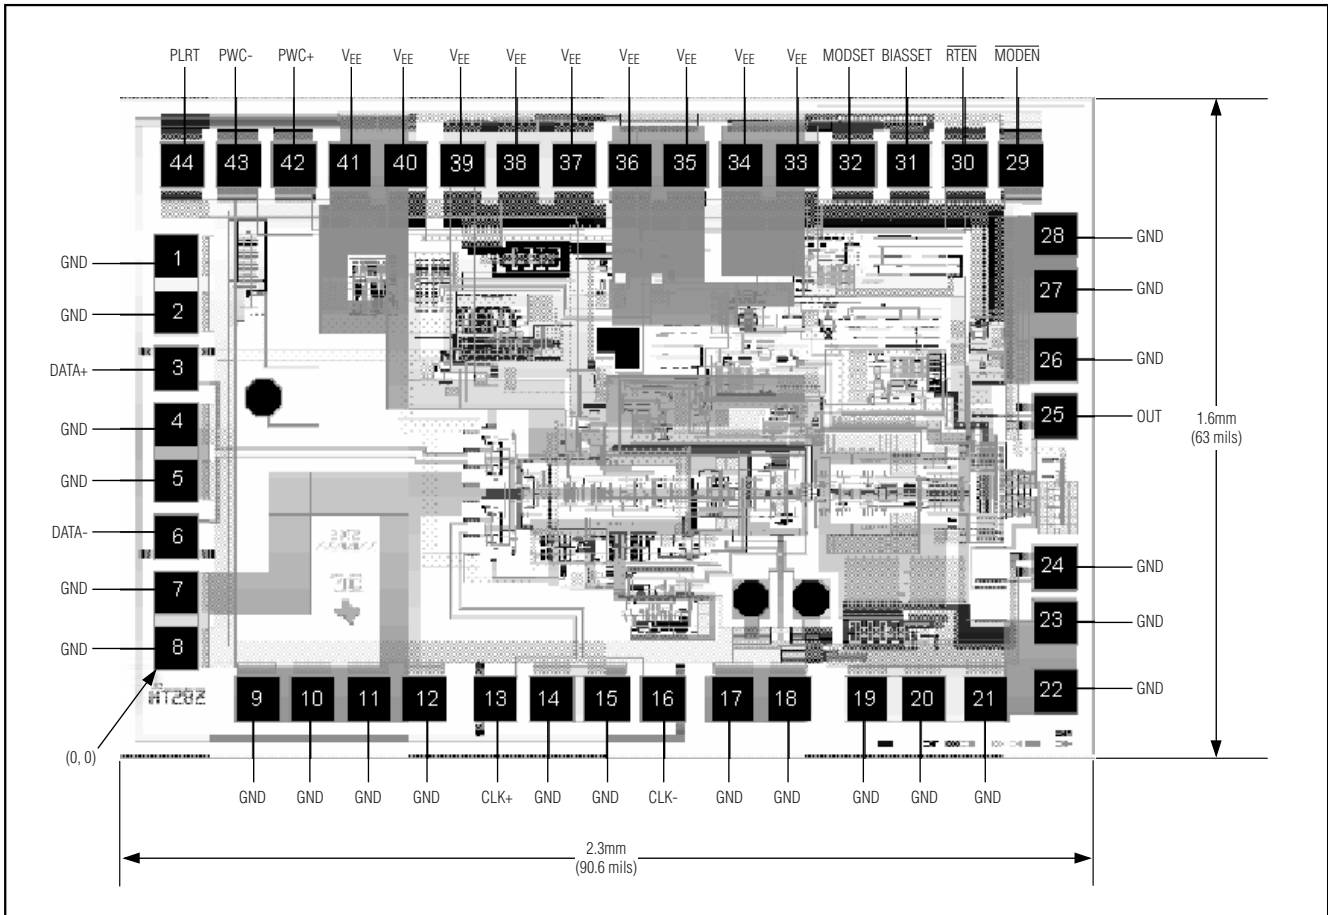 PLRT PWC- PWC+ VEE VEE VEE VEE VEE VEE VEE VEE VEE MODSET BIASSET RTEN MODEN
44 43 42 41 40 39 38 37 36 35 34 33 32 31 30 29
28 GND
GND 1
27 GND
GND 2
26 GND
DATA+ 3
25 OUT
1.6mm
(63 mils)
GND 4
GND 5
DATA- 6
24 GND
GND 7
23 GND
GND 8
22 GND
9 10 11 12 13 14 15 16 17 18 19 20 21
(0, 0)
GND GND GND GND CLK+ GND GND CLK- GND GND GND GND GND
2.3mm
(90.6 mils)